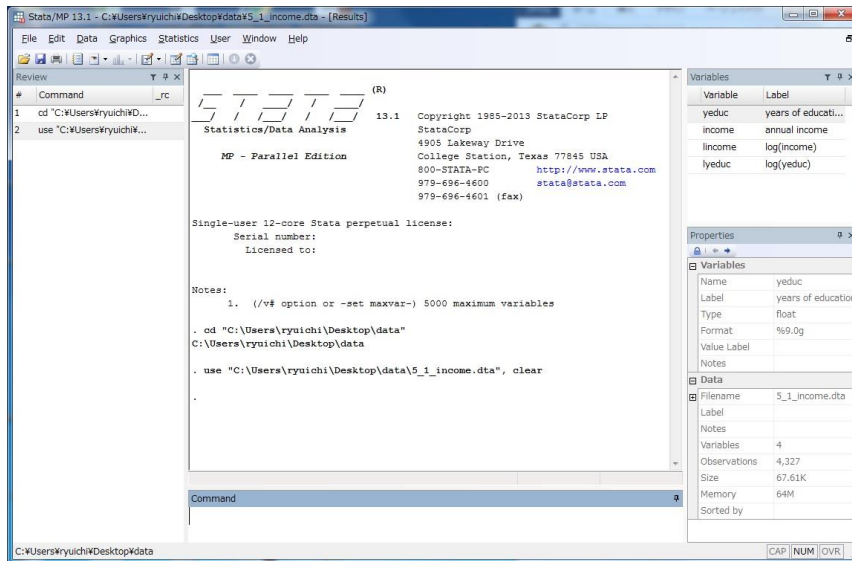 Stata/MP 13.1 - C:¥Users¥ryuichi¥Desktop¥data¥5_1_income.dta - [Results]
File Edit Data Graphics Statistics User Window Help
Review
# Command _rc
1 cd "C:¥Users¥ryuichi¥D...
2 use "C:¥Users¥ryuichi¥...
(R)
13.1 Copyright 1985-2013 StataCorp LP
Statistics/Data Analysis StataCorp
4905 Lakeway Drive
MP - Parallel Edition College Station, Texas 77845 USA
800-STATA-PC http://www.stata.com
979-696-4600 stata@stata.com
979-696-4601 (fax)
Single-user 12-core Stata perpetual license:
Serial number:
Licensed to:
Notes:
1. (/v# option or -set maxvar-) 5000 maximum variables
. cd "C:\Users\ryuichi\Desktop\data"
C:\Users\ryuichi\Desktop\data
. use "C:\Users\ryuichi\Desktop\data\5_1_income.dta", clear
.
Command
Variables
Variable Label
yeduc years of educati...
income annual income
lincome log(income)
lyeduc log(yeduc)
Properties
Variables
Name yeduc
Label years of education
Type float
Format %9.0g
Value Label
Notes
Data
Filename 5_1_income.dta
Label
Notes
Variables 4
Observations 4,327
Size 67.61K
Memory 64M
Sorted by
C:¥Users¥ryuichi¥Desktop¥data
CAP NUM OVR